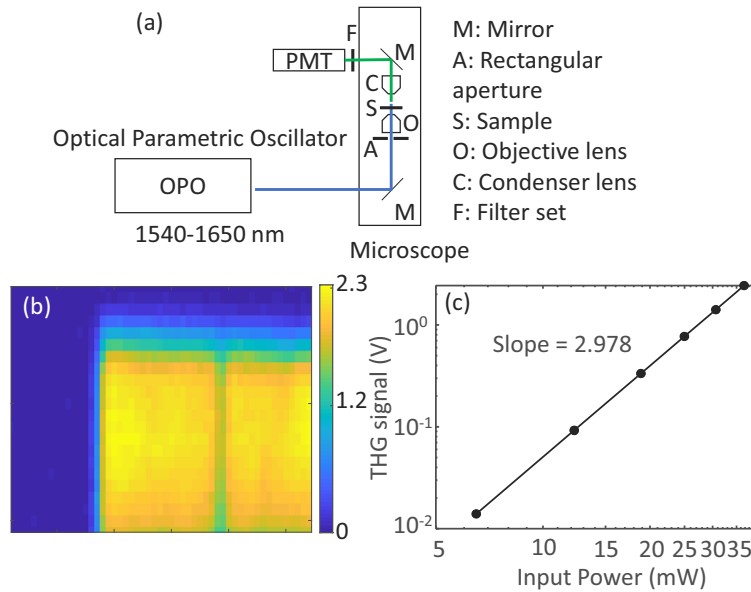 (a)
F
PMT
M
C
S
O
A
M
Optical Parametric Oscillator
OPO
1540-1650 nm
Microscope
M: Mirror
A: Rectangular
aperture
S: Sample
O: Objective lens
C: Condenser lens
F: Filter set
(b)
2.3
1.2
0
(c)
Slope = 2.978
THG signal (V)
10⁰
10⁻¹
10⁻²
5 10 15 20 25 30 35
Input Power (mW)